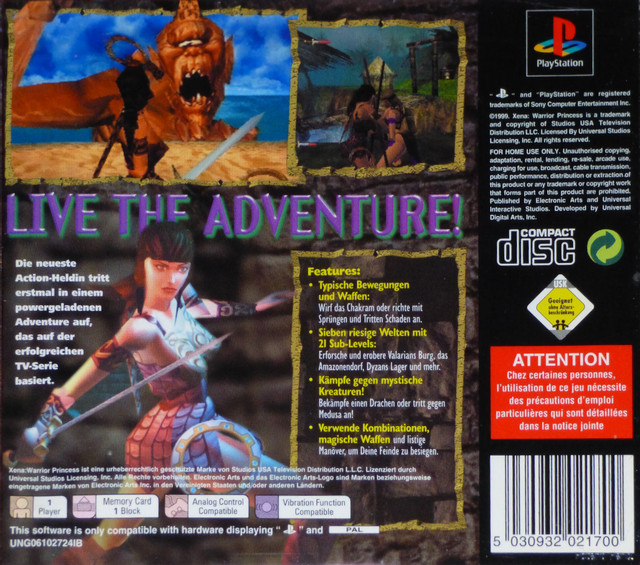 PlayStation
" " and "PlayStation" are registered
trademarks of Sony Computer Entertainment Inc.
©1999. Xena: Warrior Princess is a trademark
and copyright of Studios USA Television
Distribution LLC. Licensed By Universal Studios
Licensing, Inc. All rights reserved.
FOR HOME USE ONLY. Unauthorised copying,
adaptation, rental, lending, re-sale, arcade use,
charging for use, broadcast, cable transmission,
public performance, distribution or extraction of
this product or any trademark or copyright work
that forms part of this product are prohibited.
Published by Electronic Arts and Universal
Interactive Studios. Developed by Universal
Digital Arts, Inc.
LIVE THE ADVENTURE!
COMPACT
disc
USK
Geeignet
ohne Alters-
beschränkung
Die neueste
Action-Heldin tritt
erstmal in einem
powergeladenen
Adventure auf,
das auf der
erfolgreichen
TV-Serie
basiert.
Features:
• Typische Bewegungen
und Waffen:
Wirf das Chakram oder richte mit
Sprüngen und Tritten Schaden an.
• Sieben riesige Welten mit
21 Sub-Levels:
Erforsche und erobere Valarians Burg, das
Amazonendorf, Dyzans Lager und mehr.
• Kämpfe gegen mystische
Kreaturen!
Bekämpfe einen Drachen oder tritt gegen
Medusa an!
• Verwende Kombinationen,
magische Waffen und listige
Manöver, um Deine Feinde zu besiegen.
ATTENTION
Chez certaines personnes,
l'utilisation de ce jeu nécessite
des précautions d'emploi
particulières qui sont détaillées
dans la notice jointe
Xena:Warrior Princess ist eine urheberrechtlich geschützte Marke von Studios USA Television Distribution L.L.C. Lizenziert durch
Universal Studios Licensing, Inc. Alle Rechte vorbehalten. Electronic Arts und das Electronic Arts-Logo sind Marken beziehungsweise
eingetragene Marken von Electronic Arts Inc. in den Vereinigten Staaten und/oder anderen Ländern.
1
Player
Memory Card
1 Block
Analog Control
Compatible
Vibration Function
Compatible
This software is only compatible with hardware displaying " " and PAL
UNG06102724IB
5 030932 021700